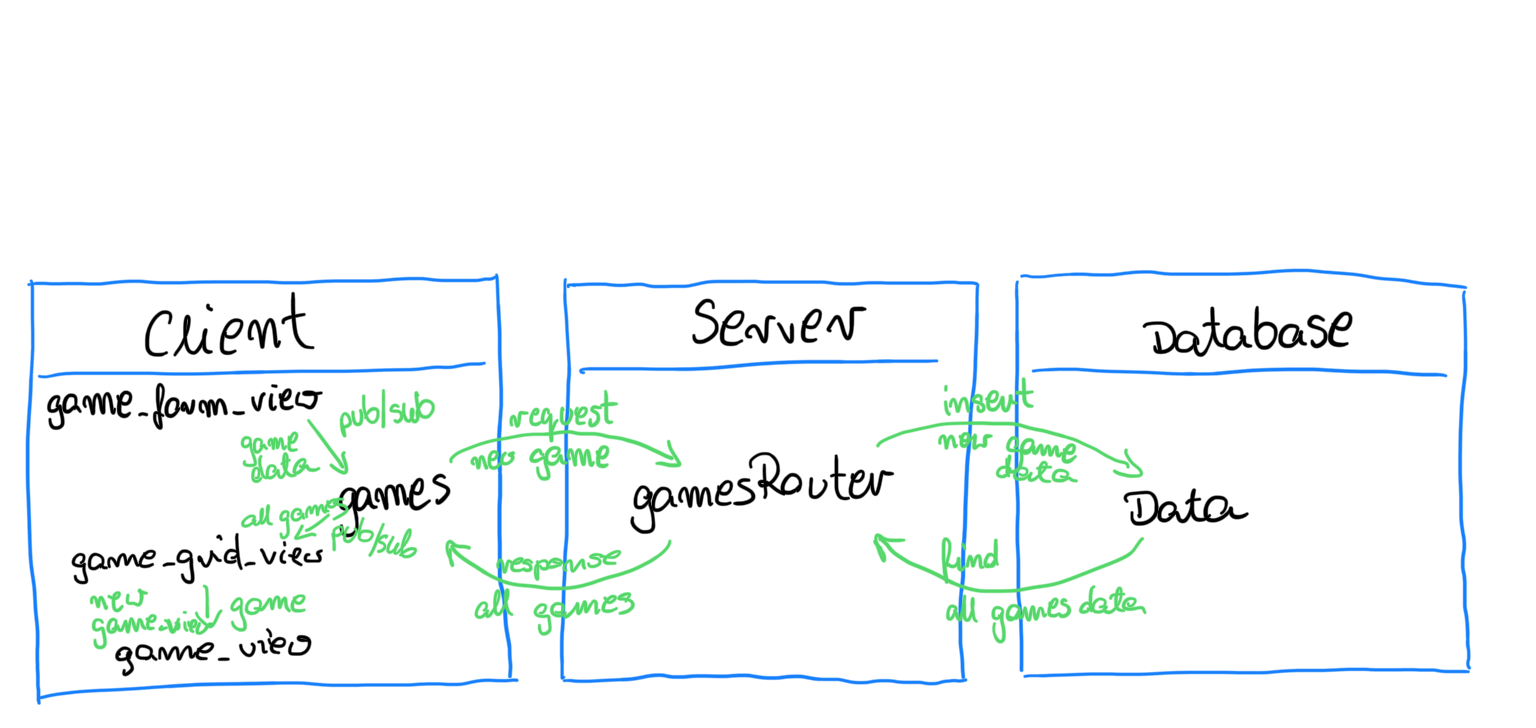 Client
game_form_view
pub/sub
game
data
games
all games
pub/sub
game_grid_view
new
game_view
game
game_view
request
new game
response
all games
Server
gamesRouter
insert
new game
data
find
all games data
Database
Data